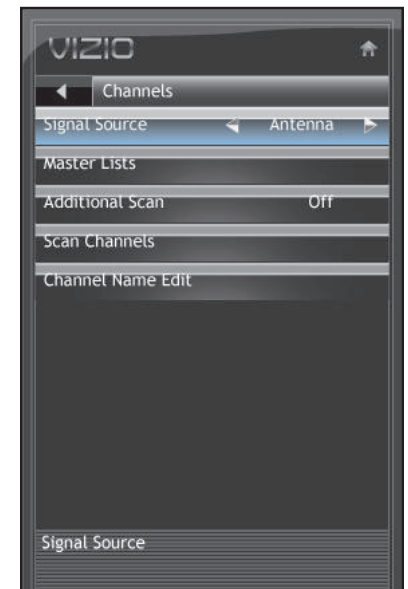 VIZIO
Channels
Signal Source Antenna
Master Lists
Additional Scan Off
Scan Channels
Channel Name Edit
Signal Source